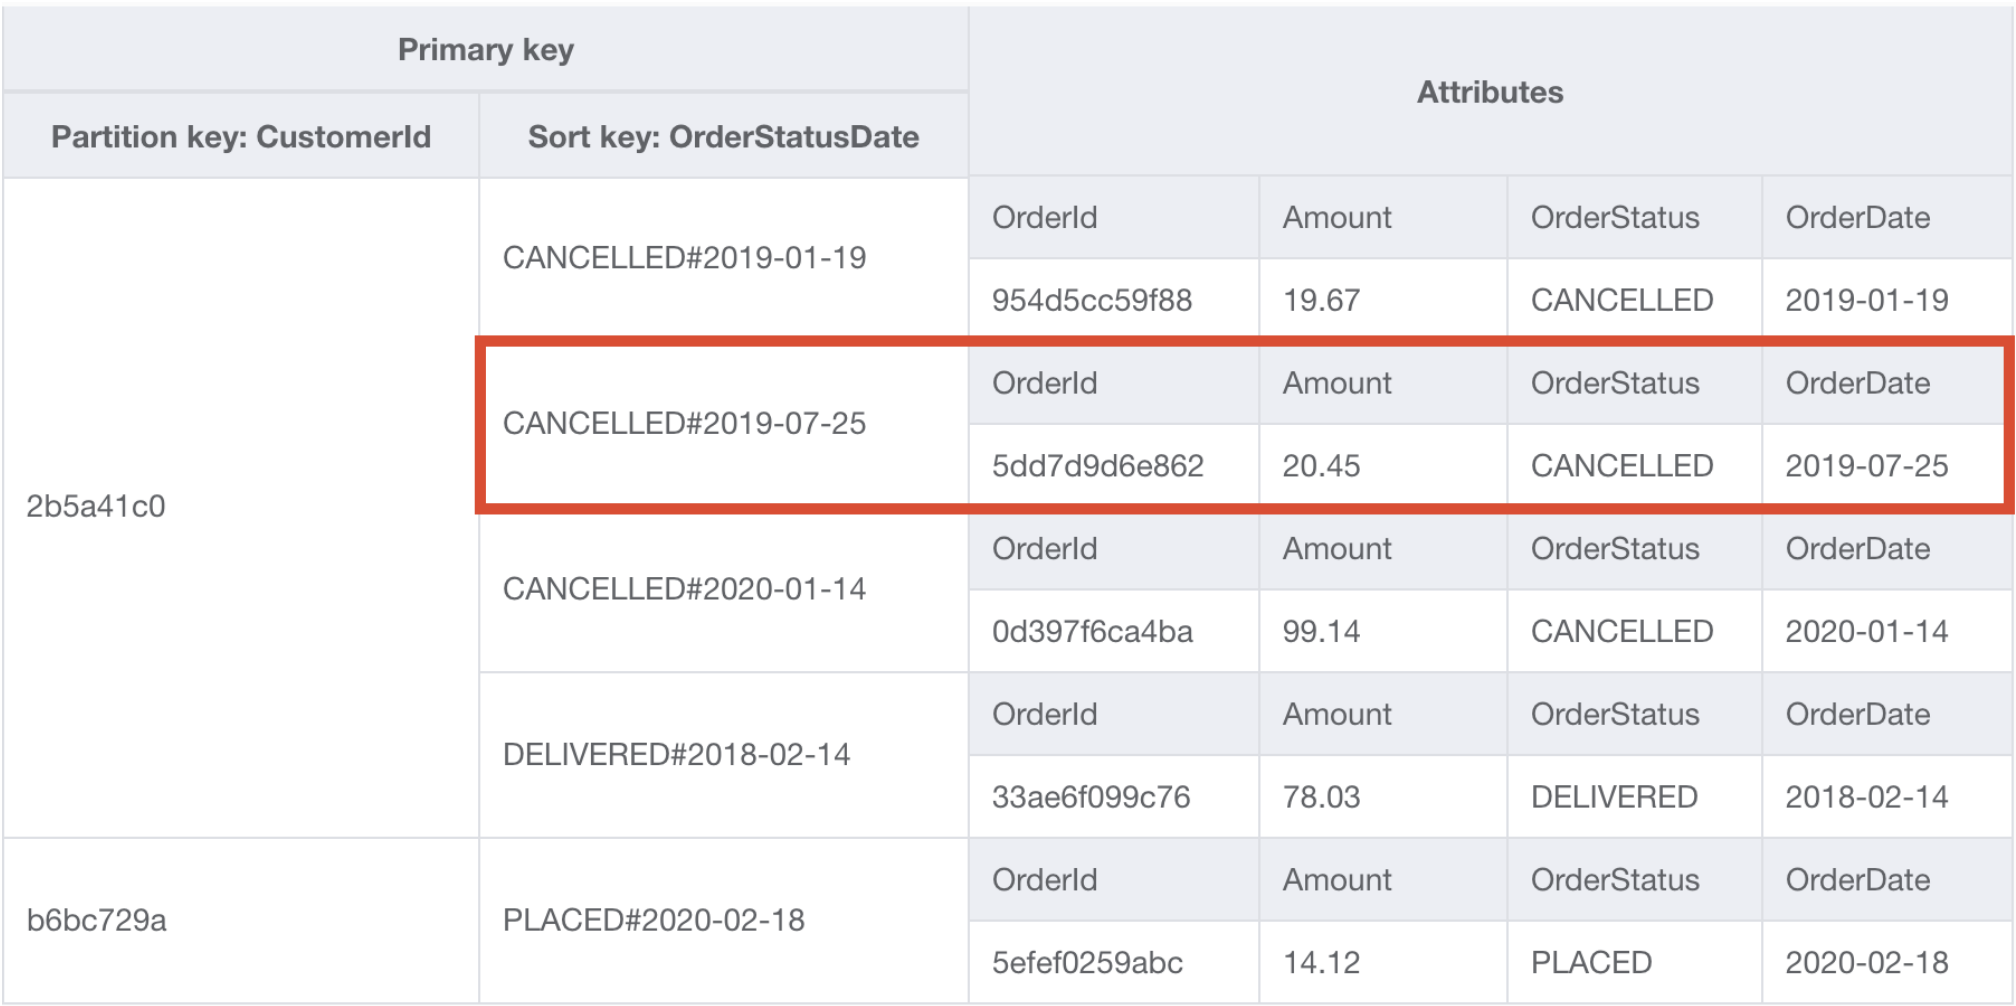 Primary key
Attributes
Partition key: CustomerId Sort key: OrderStatusDate
OrderId Amount OrderStatus OrderDate
CANCELLED#2019-01-19
954d5cc59f88 19.67 CANCELLED 2019-01-19
OrderId Amount OrderStatus OrderDate
CANCELLED#2019-07-25
5dd7d9d6e862 20.45 CANCELLED 2019-07-25
2b5a41c0
OrderId Amount OrderStatus OrderDate
CANCELLED#2020-01-14
0d397f6ca4ba 99.14 CANCELLED 2020-01-14
OrderId Amount OrderStatus OrderDate
DELIVERED#2018-02-14
33ae6f099c76 78.03 DELIVERED 2018-02-14
OrderId Amount OrderStatus OrderDate
b6bc729a PLACED#2020-02-18
5efef0259abc 14.12 PLACED 2020-02-18